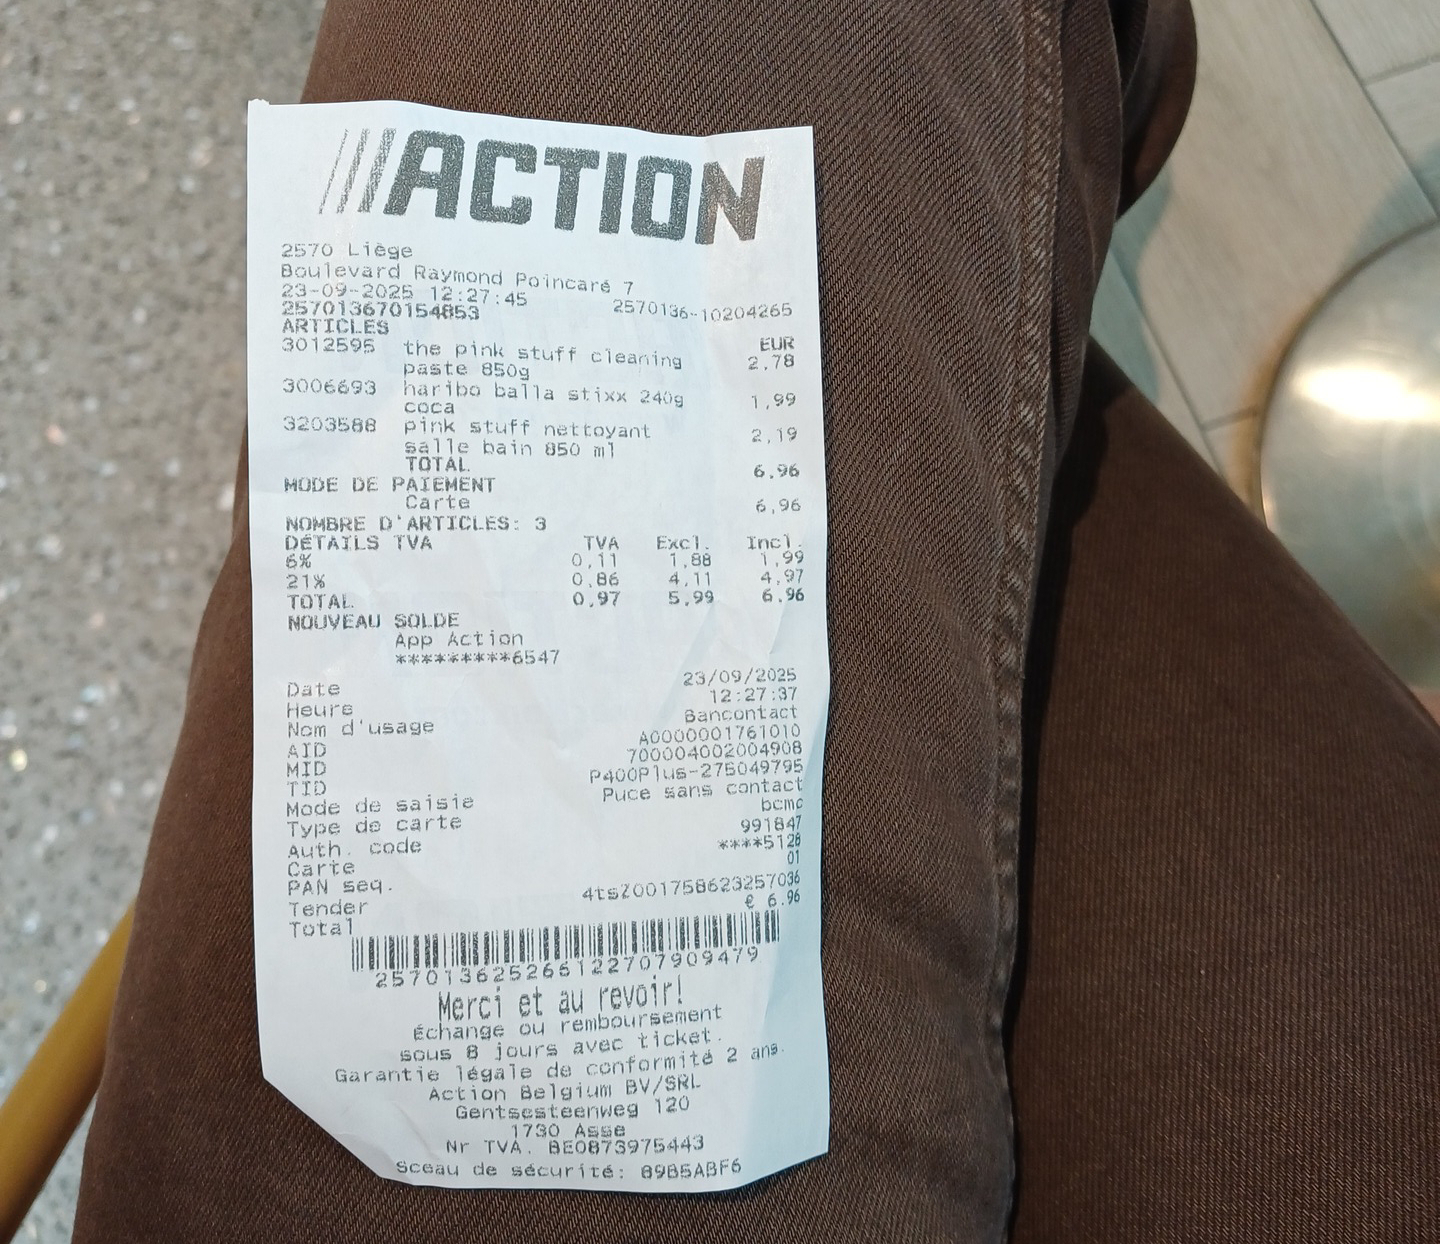 ACTION
2570 Liège
Boulevard Raymond Poincaré 7
23-09-2025 12:27:45 2570136-10204265
257013670154853
ARTICLES EUR
3012595 the pink stuff cleaning 2,78
paste 850g
3006693 haribo balla stixx 240g 1,99
coca
3203588 pink stuff nettoyant 2,19
salle bain 850 ml
TOTAL 6,96
MODE DE PAIEMENT
Carte 6,96
NOMBRE D'ARTICLES: 3
DÉTAILS TVA TVA Excl. Incl.
6% 0,11 1,88 1,99
21% 0,86 4,11 4,97
TOTAL 0,97 5,99 6,96
NOUVEAU SOLDE
App Action
*********6547
Date 23/09/2025
Heure 12:27:37
Nom d'usage Bancontact
AID A0000001761010
MID 700004002004908
TID P400Plus-275049795
Mode de saisie Puce sans contact
Type de carte bcmc
Auth. code 991847
Carte ****5128
PAN seq. 01
Tender 4tsZ001758623257036
Total € 6.96
257013625266122707909479
Merci et au revoir!
échange ou remboursement
sous 8 jours avec ticket.
Garantie légale de conformité 2 ans.
Action Belgium BV/SRL
Gentsesteenweg 120
1730 Asse
Nr TVA. BE0873975443
Sceau de sécurité: 89B5ABF6